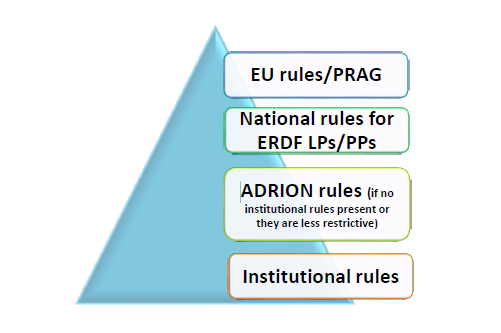 EU rules/PRAG
National rules for
ERDF LPs/PPs
ADRION rules (if no
institutional rules present or
they are less restrictive)
Institutional rules